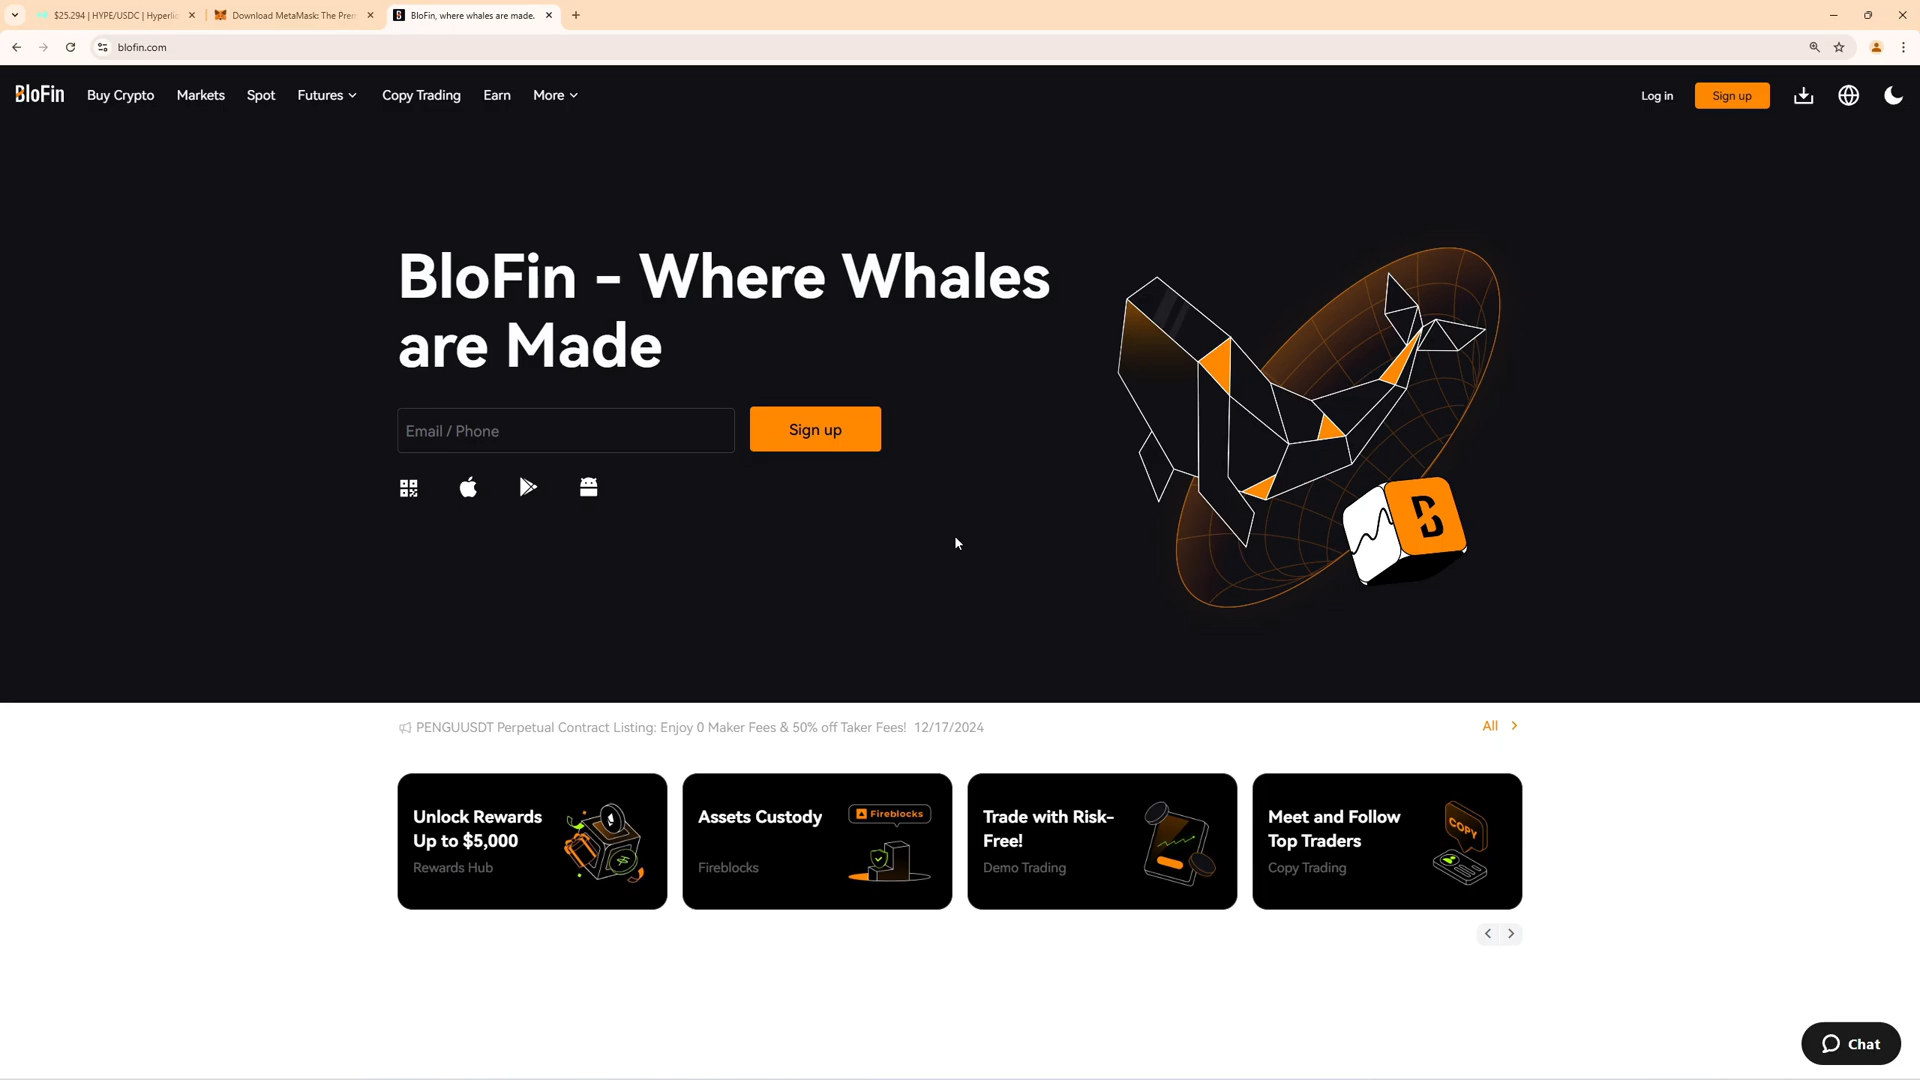 $25.294 | HYPE/USDC | Hyperli
Download MetaMask: The Prem
BloFin, where whales are made.
blofin.com
BloFin
Buy Crypto
Markets
Spot
Futures
Copy Trading
Earn
More
Log in
Sign up
BloFin - Where Whales
are Made
Email / Phone
Sign up
B
PENGUUSDT Perpetual Contract Listing: Enjoy 0 Maker Fees & 50% off Taker Fees! 12/17/2024
All
Unlock Rewards
Up to $5,000
Rewards Hub
Assets Custody
Fireblocks
Fireblocks
Trade with Risk-
Free!
Demo Trading
Meet and Follow
Top Traders
Copy Trading
COPY
Chat